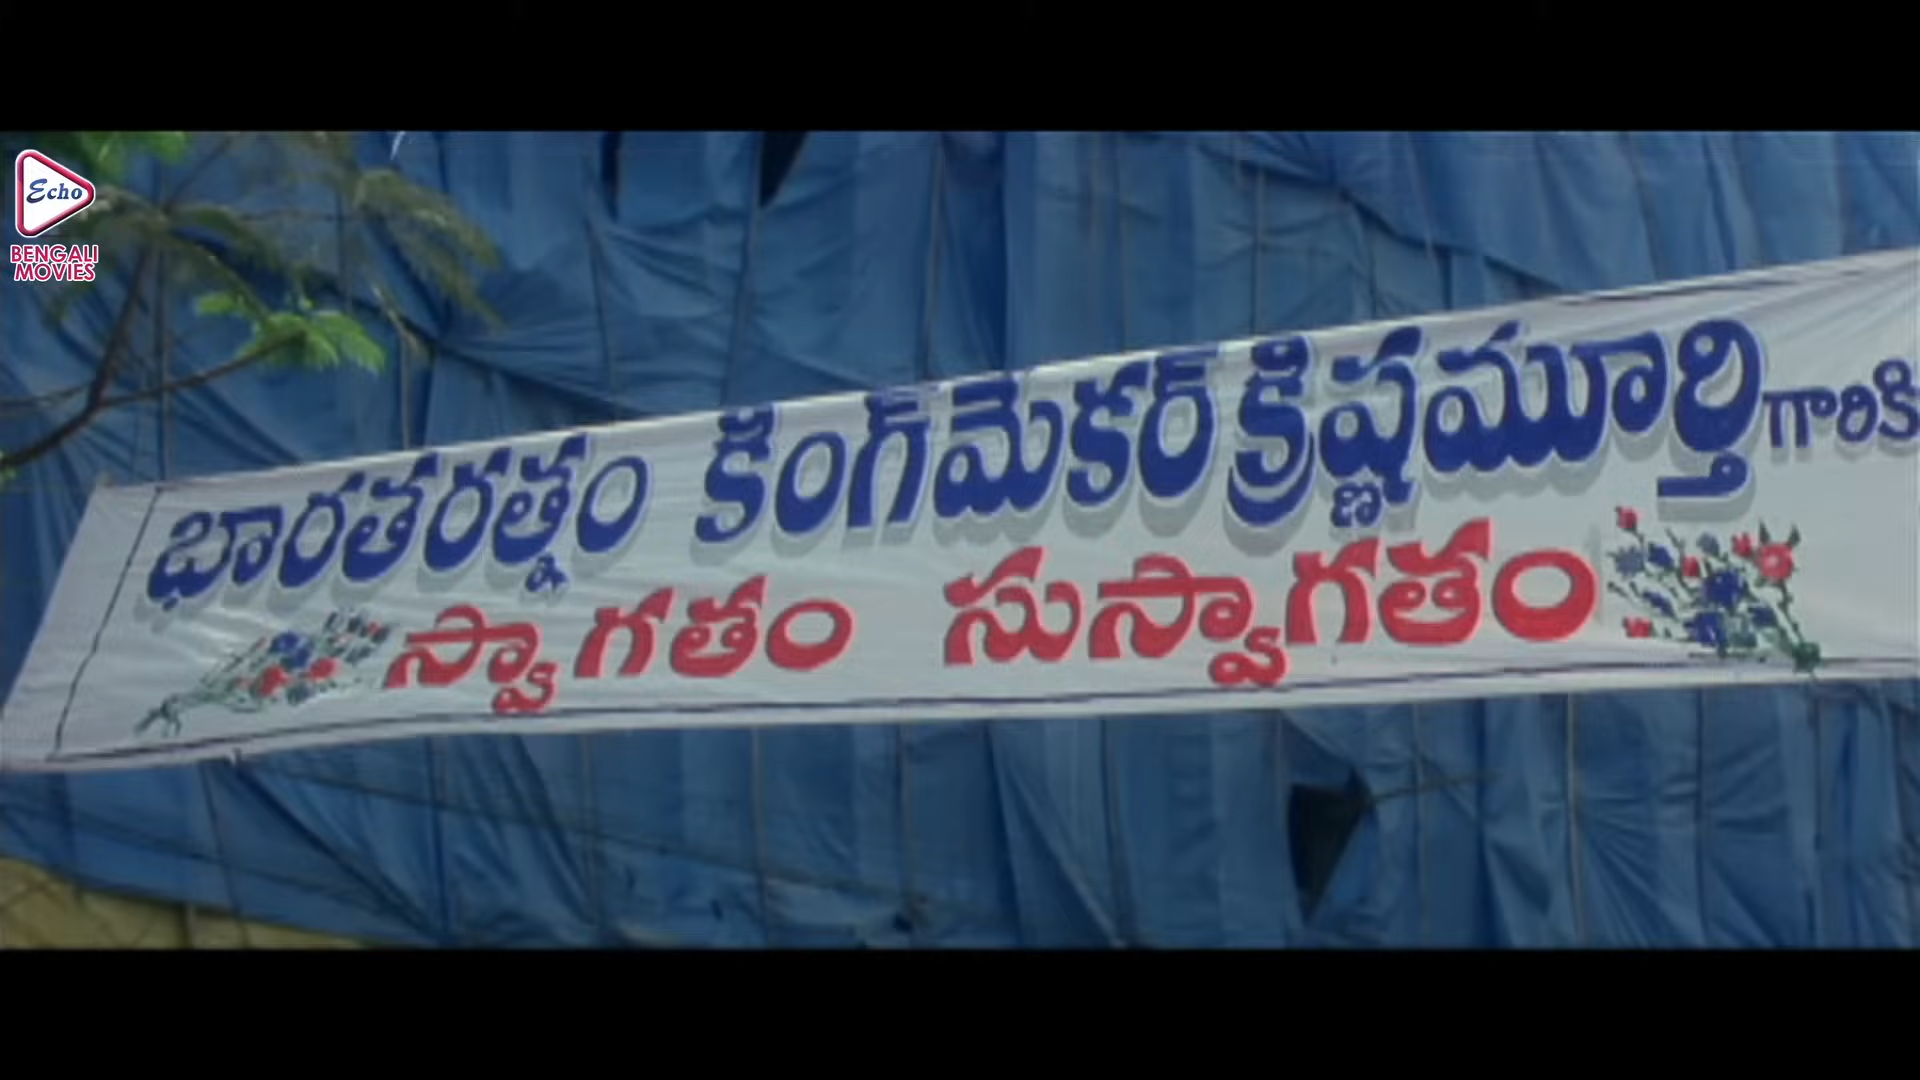 Echo
BENGALI
MOVIES
భారతరత్నం కింగ్‌మేకర్ క్రిష్ణమూర్తి గారికి
స్వాగతం సుస్వాగతం